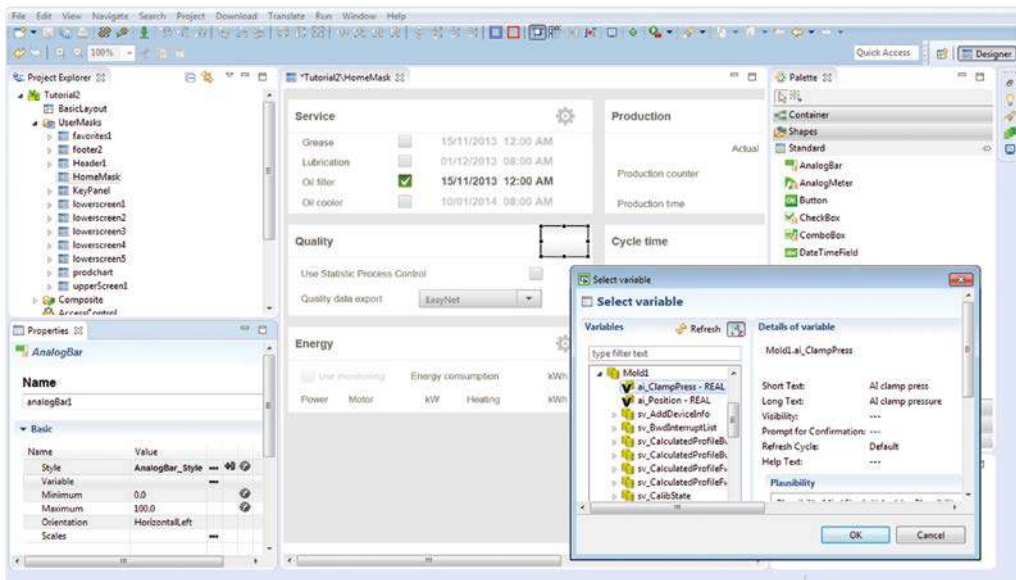 File Edit View Navigate Search Project Download Translate Run Window Help
100%
Quick Access
Designer
Project Explorer
Tutorial2
BasicLayout
UserMasks
favorites1
footer2
Header1
HomeMask
KeyPanel
lowerscreen1
lowerscreen2
lowerscreen3
lowerscreen4
lowerscreen5
prodchart
upperScreen1
Composite
AccessControl
Properties
AnalogBar
Name
analogBar1
Basic
Name Value
Style AnalogBar_Style
Variable
Minimum 0.0
Maximum 100.0
Orientation HorizontalLeft
Scales
*Tutorial2\HomeMask
Service
Grease 15/11/2013 12:00 AM
Lubrication 01/12/2013 08:00 AM
Oil filter 15/11/2013 12:00 AM
Oil cooler 10/01/2014 08:00 AM
Quality
Use Statistic Process Control
Quality data export EasyNet
Energy
Use monitoring Energy consumption kWh
Power Motor kW Heating kWh
Production
Actual
Production counter
Production time
Cycle time
Palette
Container
Shapes
Standard
AnalogBar
AnalogMeter
Button
CheckBox
ComboBox
DateTimeField
Select variable
Select variable
Variables Refresh
type filter text
Mold1
ai_ClampPress - REAL
ai_Position - REAL
sv_AddDeviceInfo
sv_BwdInterruptList
sv_CalculatedProfileB
sv_CalculatedProfileB
sv_CalculatedProfileF
sv_CalculatedProfileF
sv_CalibState
Details of variable
Mold1.ai_ClampPress
Short Text: AI clamp press
Long Text: AI clamp pressure
Visibility: ---
Prompt for Confirmation: ---
Refresh Cycle: Default
Help Text: ---
Plausibility
OK Cancel